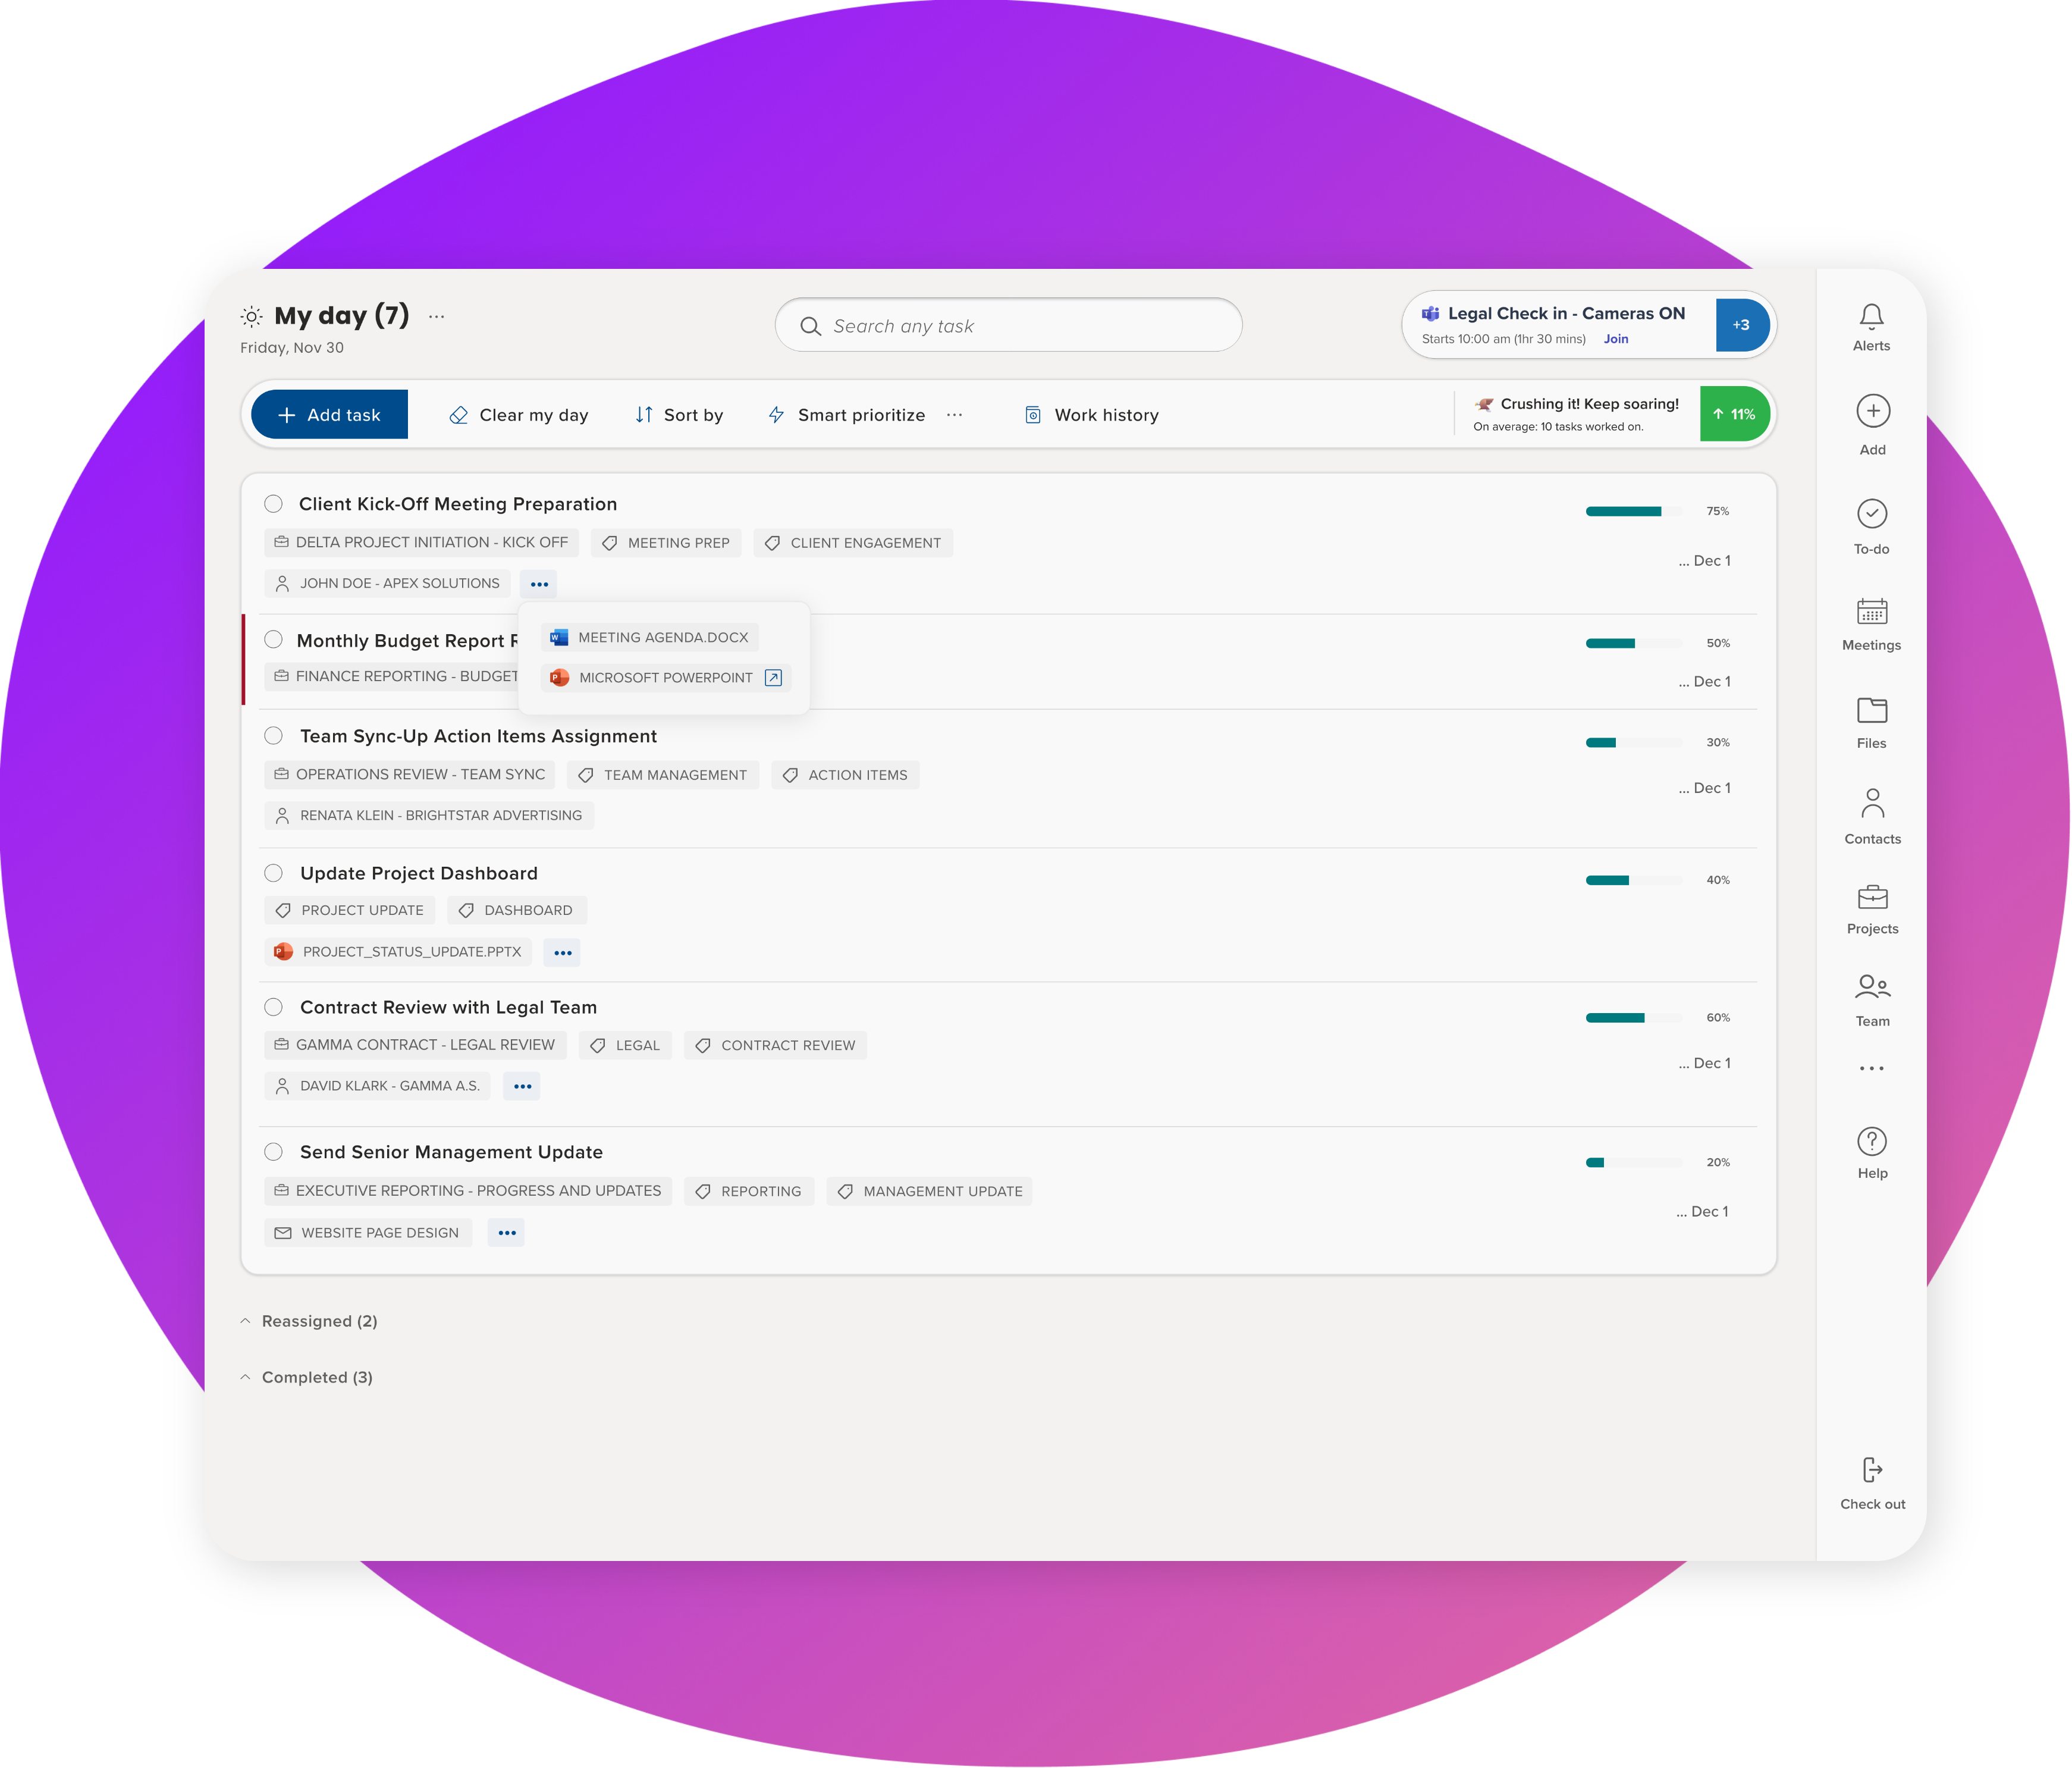 My day (7)
Friday, Nov 30
Search any task
Legal Check in - Cameras ON
Starts 10:00 am (1hr 30 mins) Join
+3
Add task
Clear my day
Sort by
Smart prioritize
Work history
Crushing it! Keep soaring!
On average: 10 tasks worked on.
11%
Client Kick-Off Meeting Preparation
75%
DELTA PROJECT INITIATION - KICK OFF
MEETING PREP
CLIENT ENGAGEMENT
... Dec 1
JOHN DOE - APEX SOLUTIONS
MEETING AGENDA.DOCX
MICROSOFT POWERPOINT
Monthly Budget Report
50%
FINANCE REPORTING - BUDGET
... Dec 1
Team Sync-Up Action Items Assignment
30%
OPERATIONS REVIEW - TEAM SYNC
TEAM MANAGEMENT
ACTION ITEMS
... Dec 1
RENATA KLEIN - BRIGHTSTAR ADVERTISING
Update Project Dashboard
40%
PROJECT UPDATE
DASHBOARD
PROJECT_STATUS_UPDATE.PPTX
Contract Review with Legal Team
60%
GAMMA CONTRACT - LEGAL REVIEW
LEGAL
CONTRACT REVIEW
... Dec 1
DAVID KLARK - GAMMA A.S.
Send Senior Management Update
20%
EXECUTIVE REPORTING - PROGRESS AND UPDATES
REPORTING
MANAGEMENT UPDATE
... Dec 1
WEBSITE PAGE DESIGN
Reassigned (2)
Completed (3)
Alerts
Add
To-do
Meetings
Files
Contacts
Projects
Team
Help
Check out